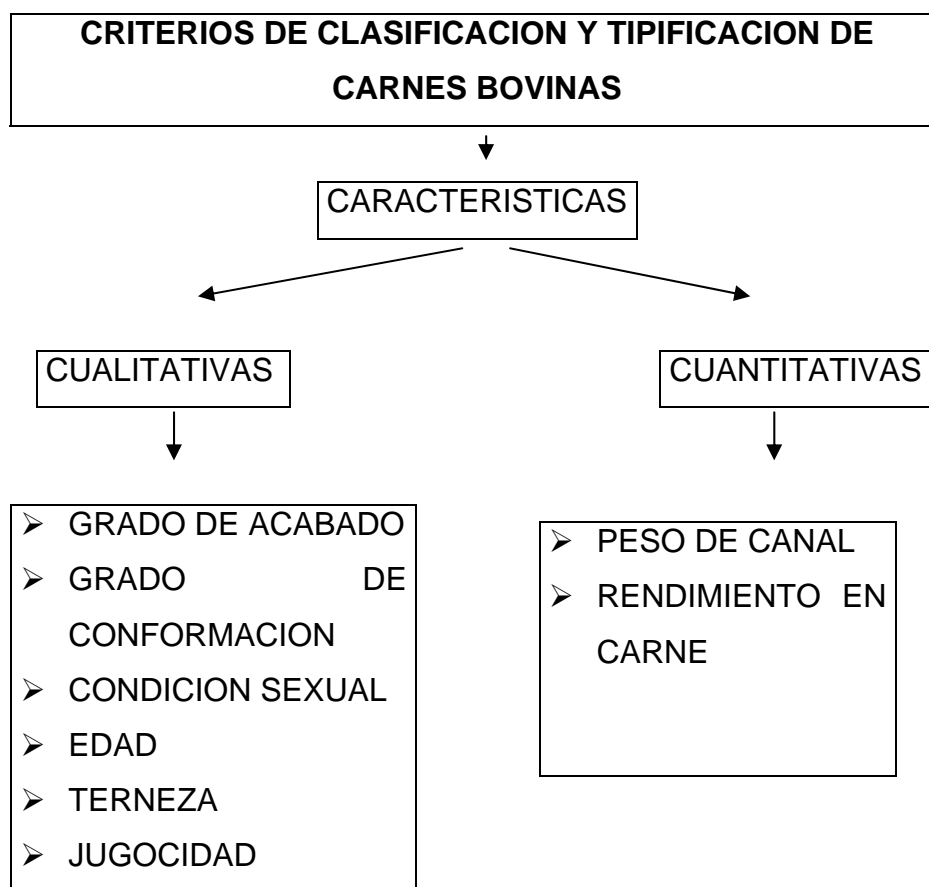 CRITERIOS DE CLASIFICACION Y TIPIFICACION DE
CARNES BOVINAS
CARACTERISTICAS
CUALITATIVAS
CUANTITATIVAS
➢ GRADO DE ACABADO
➢ GRADO DE
CONFORMACION
➢ CONDICION SEXUAL
➢ EDAD
➢ TERNEZA
➢ JUGOCIDAD
➢ PESO DE CANAL
➢ RENDIMIENTO EN
CARNE